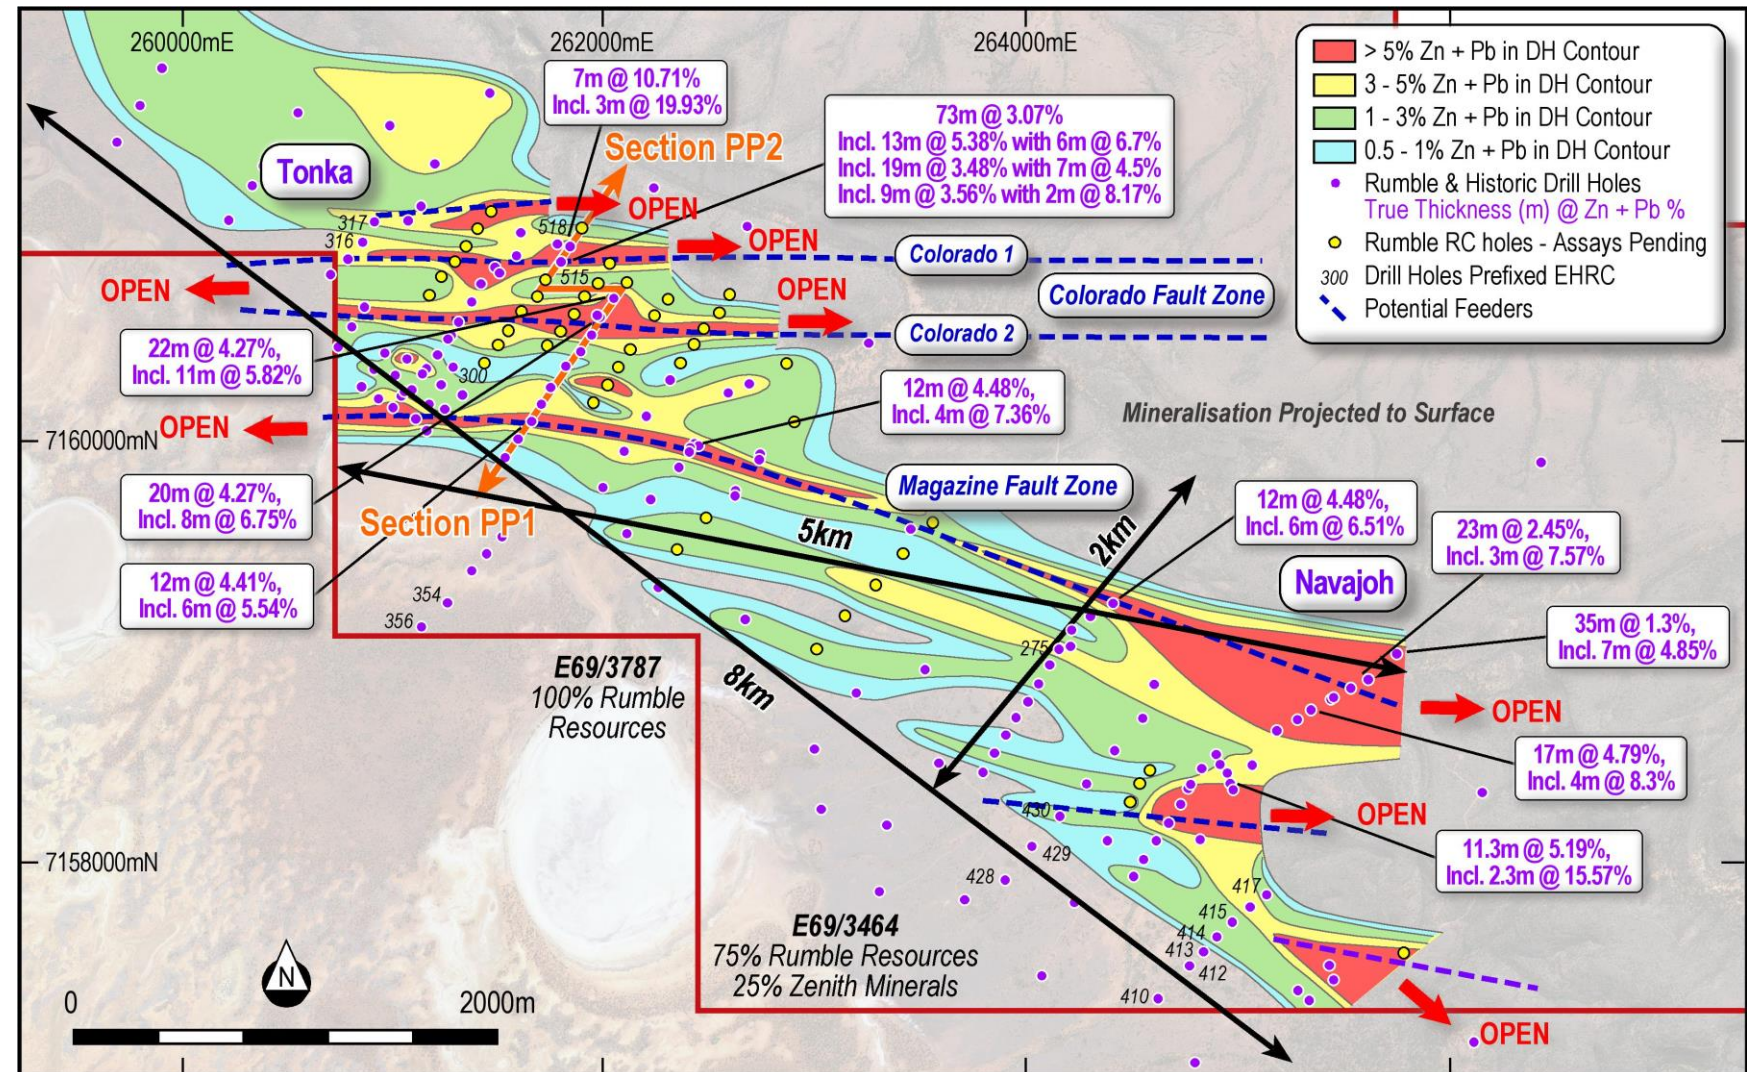 260000mE
262000mE
264000mE
> 5% Zn + Pb in DH Contour
3 - 5% Zn + Pb in DH Contour
1 - 3% Zn + Pb in DH Contour
0.5 - 1% Zn + Pb in DH Contour
Rumble & Historic Drill Holes
True Thickness (m) @ Zn + Pb %
Rumble RC holes - Assays Pending
300 Drill Holes Prefixed EHRC
Potential Feeders
7m @ 10.71%
Incl. 3m @ 19.93%
73m @ 3.07%
Incl. 13m @ 5.38% with 6m @ 6.7%
Incl. 19m @ 3.48% with 7m @ 4.5%
Incl. 9m @ 3.56% with 2m @ 8.17%
Section PP2
Tonka
OPEN
317
316
518
OPEN
Colorado 1
515
OPEN
OPEN
Colorado Fault Zone
Colorado 2
22m @ 4.27%,
Incl. 11m @ 5.82%
300
12m @ 4.48%,
Incl. 4m @ 7.36%
Mineralisation Projected to Surface
7160000mN
OPEN
20m @ 4.27%,
Incl. 8m @ 6.75%
Section PP1
Magazine Fault Zone
12m @ 4.48%,
Incl. 6m @ 6.51%
23m @ 2.45%,
Incl. 3m @ 7.57%
5km
2km
Navajoh
12m @ 4.41%,
Incl. 6m @ 5.54%
354
356
35m @ 1.3%,
Incl. 7m @ 4.85%
275
E69/3787
100% Rumble
Resources
8km
OPEN
17m @ 4.79%,
Incl. 4m @ 8.3%
430
OPEN
429
428
11.3m @ 5.19%,
Incl. 2.3m @ 15.57%
7158000mN
417
415
414
413
412
410
E69/3464
75% Rumble Resources
25% Zenith Minerals
N
0
2000m
OPEN